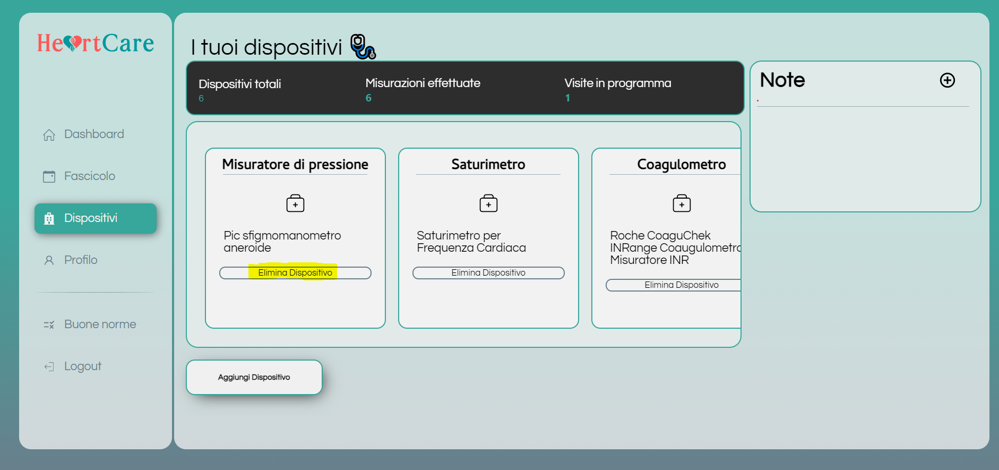 HeartCare
Dashboard
Fascicolo
Dispositivi
Profilo
Buone norme
Logout
I tuoi dispositivi
Dispositivi totali
6
Misurazioni effettuate
6
Visite in programma
1
Note
Misuratore di pressione
Pic sfigmomanometro
aneroide
Elimina Dispositivo
Saturimetro
Saturimetro per
Frequenza Cardiaca
Elimina Dispositivo
Coagulometro
Roche CoaguChek
INRange Coaugulometro
Misuratore INR
Elimina Dispositivo
Aggiungi Dispositivo